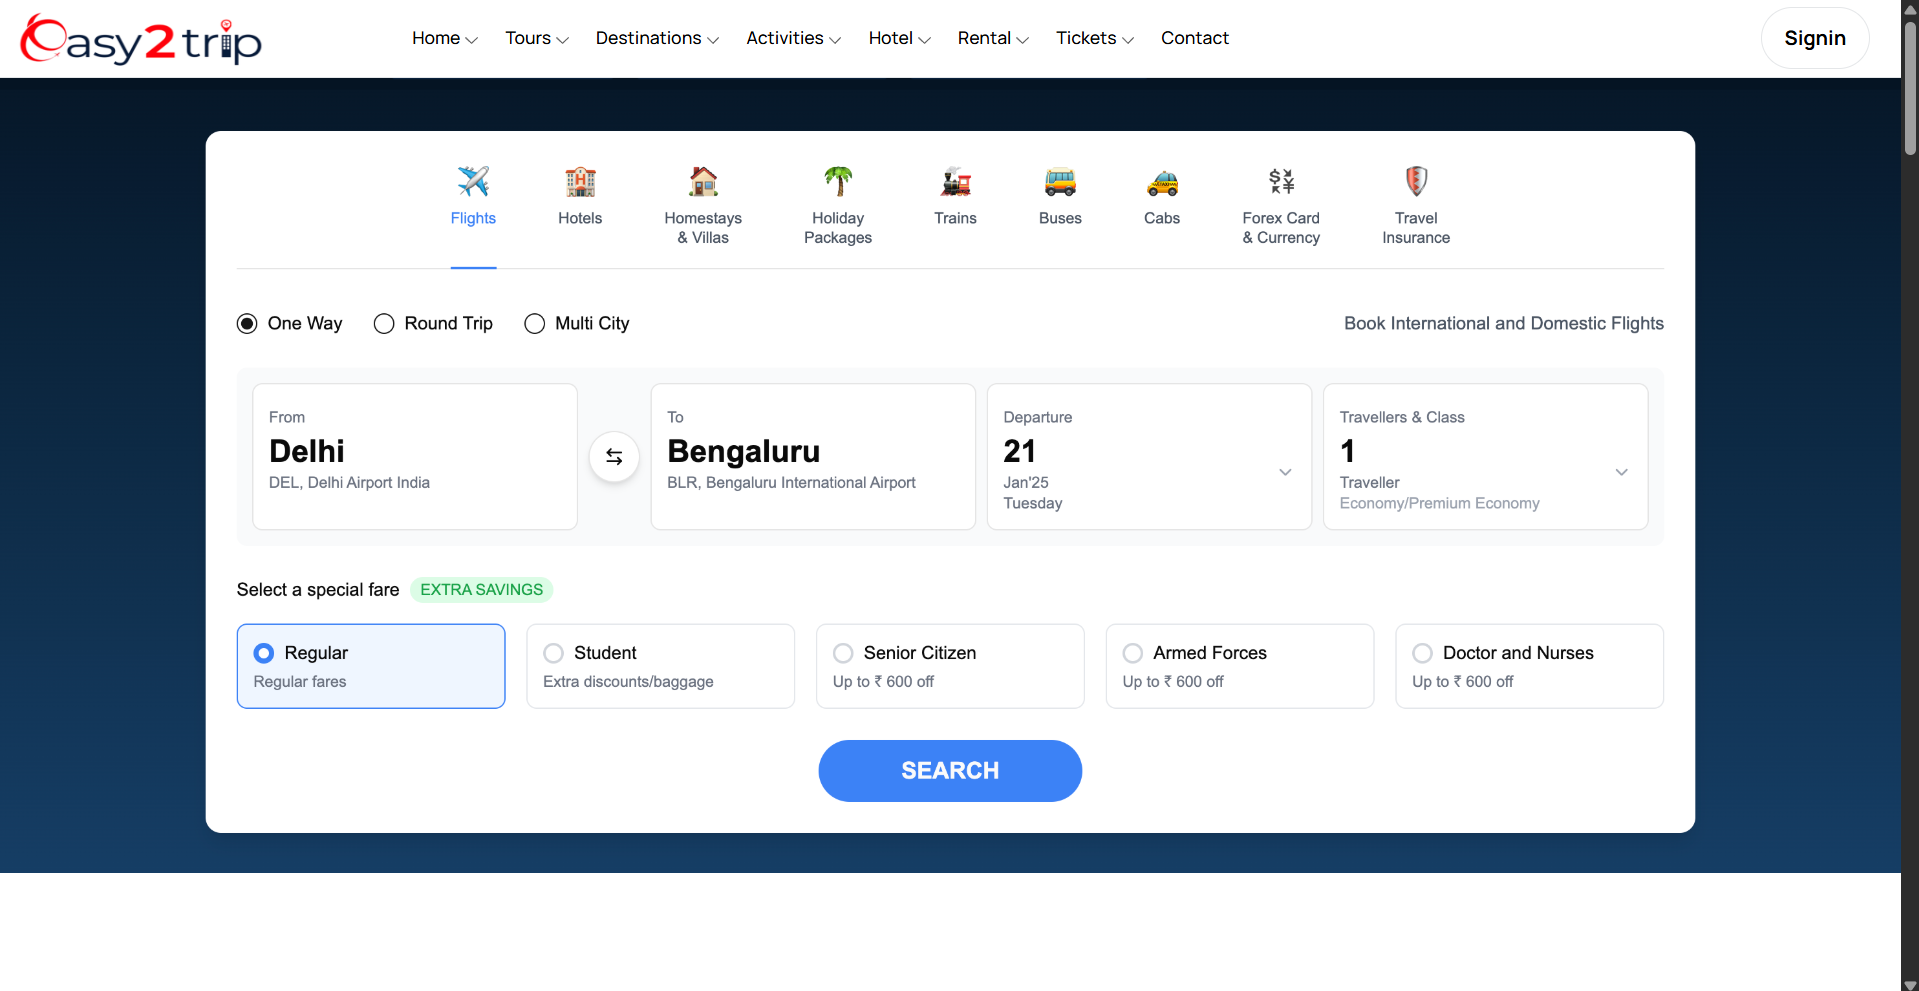 easy2trip
Home Tours Destinations Activities Hotel Rental Tickets Contact
Signin
Flights
Hotels
Homestays
& Villas
Holiday
Packages
Trains
Buses
TAXI
Cabs
Forex Card
& Currency
Travel
Insurance
One Way Round Trip Multi City
Book International and Domestic Flights
From
Delhi
DEL, Delhi Airport India
To
Bengaluru
BLR, Bengaluru International Airport
Departure
21
Jan'25
Tuesday
Travellers & Class
1
Traveller
Economy/Premium Economy
Select a special fare EXTRA SAVINGS
Regular
Regular fares
Student
Extra discounts/baggage
Senior Citizen
Up to ₹ 600 off
Armed Forces
Up to ₹ 600 off
Doctor and Nurses
Up to ₹ 600 off
SEARCH